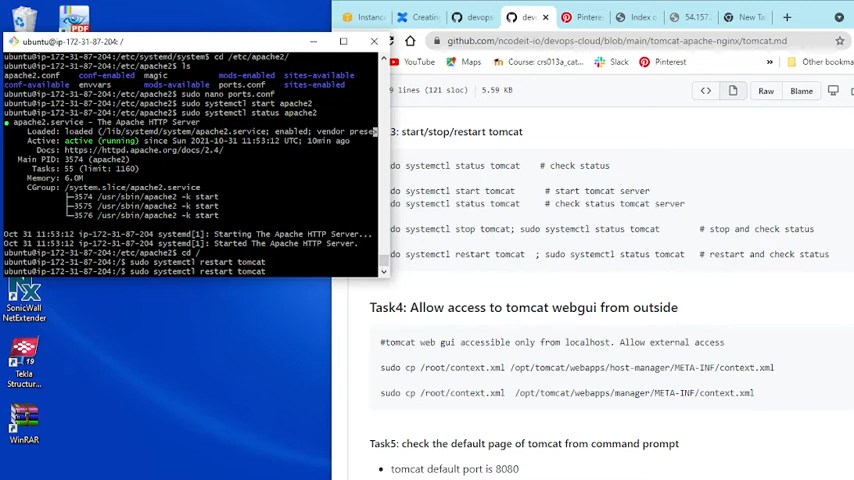 PDF
Instanc
Creating
devops
dev
Pinteres
Index o
54.157.
New Ta
ubuntu@ip-172-31-87-204: /
github.com/ncodeit-io/devops-cloud/blob/main/tomcat-apache-nginx/tomcat.md
YouTube
Maps
Course: crs013a_cat...
Slack
Other bookma
ubuntu@ip-172-31-87-204:/etc/systemd/system$ cd /etc/apache2/
ubuntu@ip-172-31-87-204:/etc/apache2$ ls
apache2.conf conf-enabled magic mods-enabled sites-available
conf-available envvars mods-available ports.conf sites-enabled
ubuntu@ip-172-31-87-204:/etc/apache2$ sudo nano ports.conf
ubuntu@ip-172-31-87-204:/etc/apache2$ sudo systemctl start apache2
ubuntu@ip-172-31-87-204:/etc/apache2$ sudo systemctl status apache2
● apache2.service - The Apache HTTP Server
Loaded: loaded (/lib/systemd/system/apache2.service; enabled; vendor prese>
Active: active (running) since Sun 2021-10-31 11:53:12 UTC; 10min ago
Docs: https://httpd.apache.org/docs/2.4/
Main PID: 3574 (apache2)
Tasks: 55 (limit: 1160)
Memory: 6.0M
CGroup: /system.slice/apache2.service
├─3574 /usr/sbin/apache2 -k start
├─3575 /usr/sbin/apache2 -k start
└─3576 /usr/sbin/apache2 -k start
Oct 31 11:53:12 ip-172-31-87-204 systemd[1]: Starting The Apache HTTP Server...
Oct 31 11:53:12 ip-172-31-87-204 systemd[1]: Started The Apache HTTP Server.
ubuntu@ip-172-31-87-204:/etc/apache2$ cd /
ubuntu@ip-172-31-87-204:/$ sudo systemctl restart tomcat
ubuntu@ip-172-31-87-204:/$ sudo systemctl restart tomcat
SonicWall
NetExtender
19
Tekla
Structur...
WinRAR
lines (121 sloc) 5.59 KB
Raw
Blame
3: start/stop/restart tomcat
do systemctl status tomcat # check status
do systemctl start tomcat # start tomcat server
do systemctl status tomcat # check status tomcat server
do systemctl stop tomcat; sudo systemctl status tomcat # stop and check status
do systemctl restart tomcat ; sudo systemctl status tomcat # restart and check status
Task4: Allow access to tomcat webgui from outside
#tomcat web gui accessible only from localhost. Allow external access
sudo cp /root/context.xml /opt/tomcat/webapps/host-manager/META-INF/context.xml
sudo cp /root/context.xml /opt/tomcat/webapps/manager/META-INF/context.xml
Task5: check the default page of tomcat from command prompt
• tomcat default port is 8080